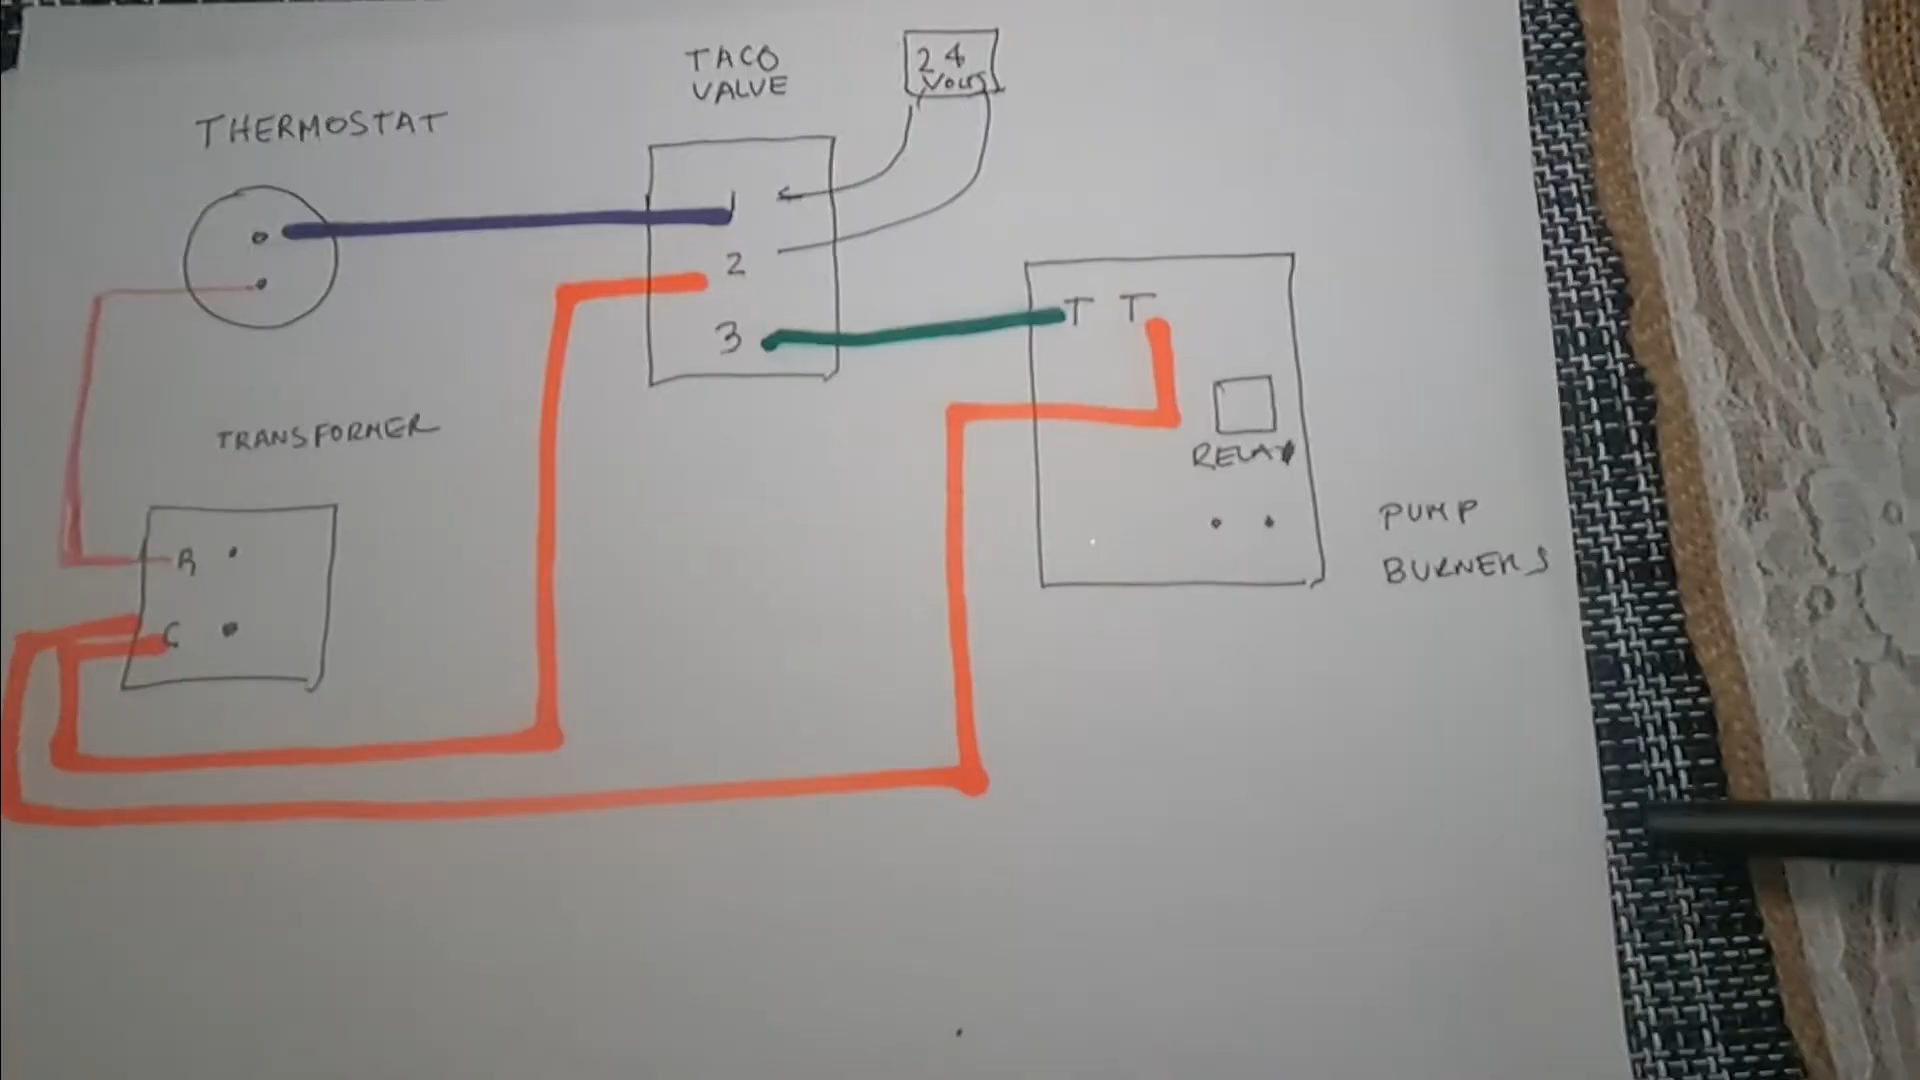 TACO
VALVE
24
VOLTS
THERMOSTAT
1
2
3
T T
RELAY
TRANSFORMER
R
C
PUMP
BURNERS